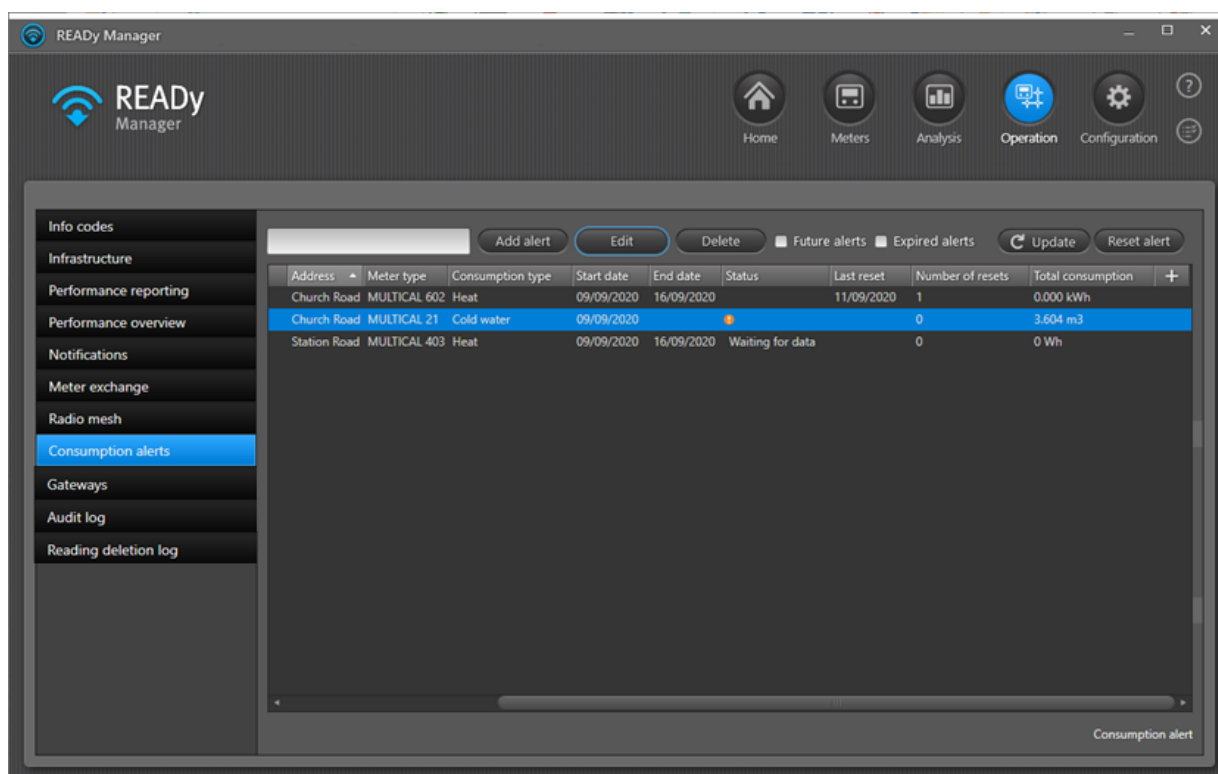 READy Manager
READy
Manager
?
Home Meters Analysis Operation Configuration
Info codes
Infrastructure
Performance reporting
Performance overview
Notifications
Meter exchange
Radio mesh
Consumption alerts
Gateways
Audit log
Reading deletion log
Add alert Edit Delete Future alerts Expired alerts Update Reset alert
Address Meter type Consumption type Start date End date Status Last reset Number of resets Total consumption +
Church Road MULTICAL 602 Heat 09/09/2020 16/09/2020 11/09/2020 1 0.000 kWh
Church Road MULTICAL 21 Cold water 09/09/2020 0 3.604 m3
Station Road MULTICAL 403 Heat 09/09/2020 16/09/2020 Waiting for data 0 0 Wh
Consumption alert